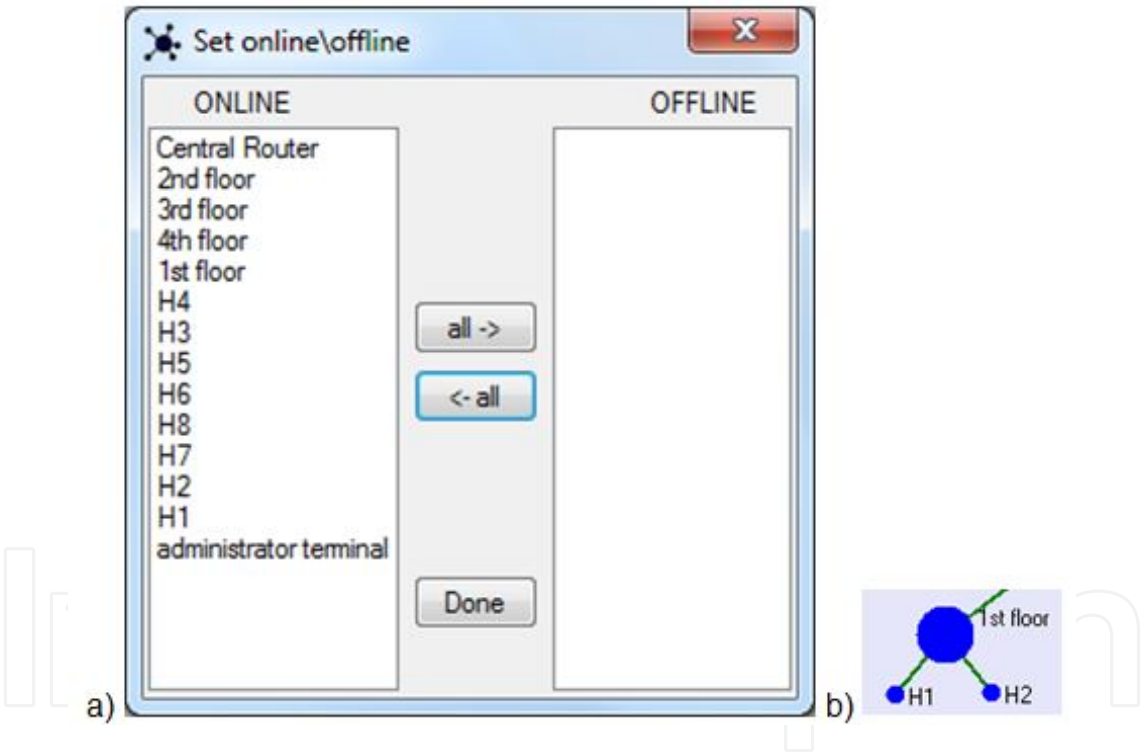 Set online\offline
ONLINE
OFFLINE
Central Router
2nd floor
3rd floor
4th floor
1st floor
H4
H3
H5
H6
H8
H7
H2
H1
administrator terminal
all ->
<- all
Done
a)
b)
1st floor
H1
H2